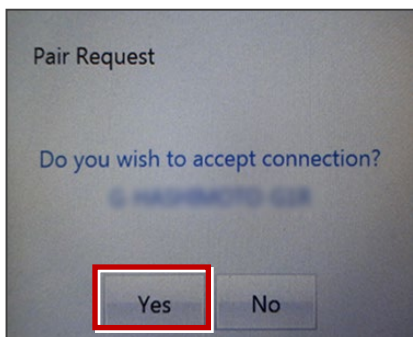 Pair Request
Do you wish to accept connection?
Yes
No